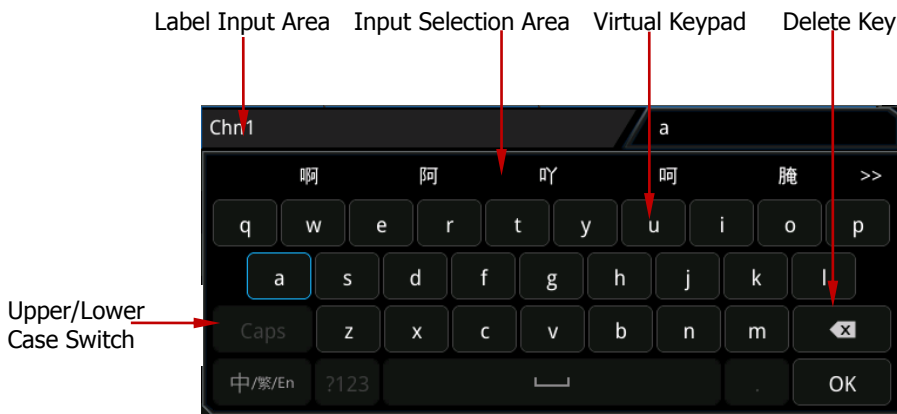 Label Input Area Input Selection Area Virtual Keypad Delete Key
Chn1 a
啊 阿 吖 呵 腌 >>
q w e r t y u i o p
a s d f g h j k l
Upper/Lower
Case Switch
Caps z x c v b n m
中/繁/En ?123 . OK